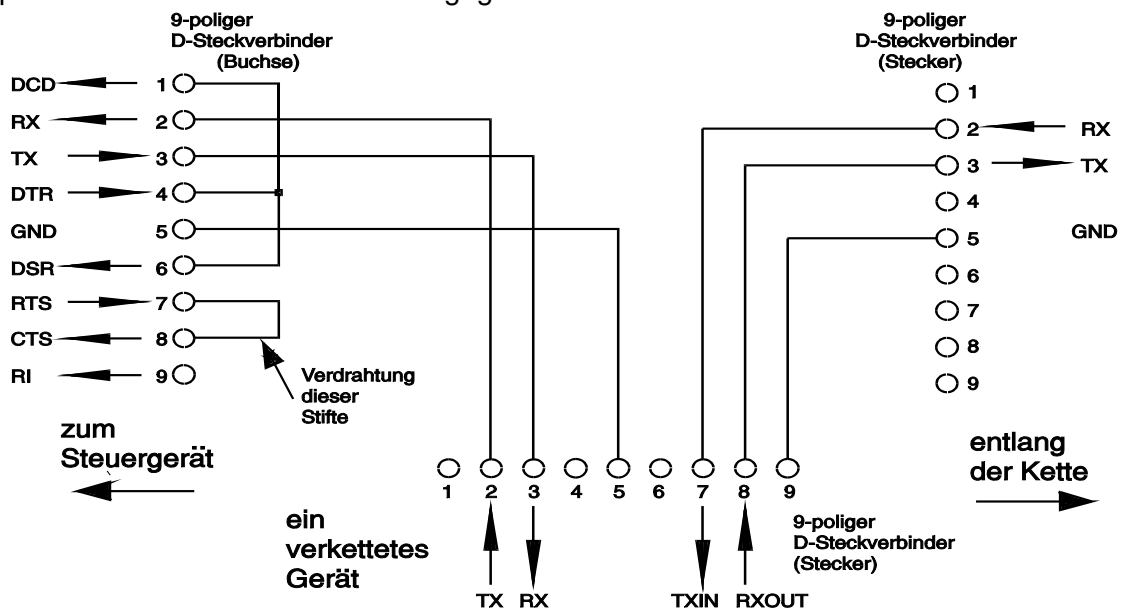 9-poliger
D-Steckverbinder
(Buchse)
9-poliger
D-Steckverbinder
(Stecker)
DCD 1
RX 2
TX 3
DTR 4
GND 5
DSR 6
RTS 7
CTS 8
RI 9
1
2 RX
3 TX
4
5 GND
6
7
8
9
Verdrahtung
dieser
Stifte
zum
Steuergerät
entlang
der Kette
1 2 3 4 5 6 7 8 9
ein
verkettetes
Gerät
9-poliger
D-Steckverbinder
(Stecker)
TX RX TXIN RXOUT